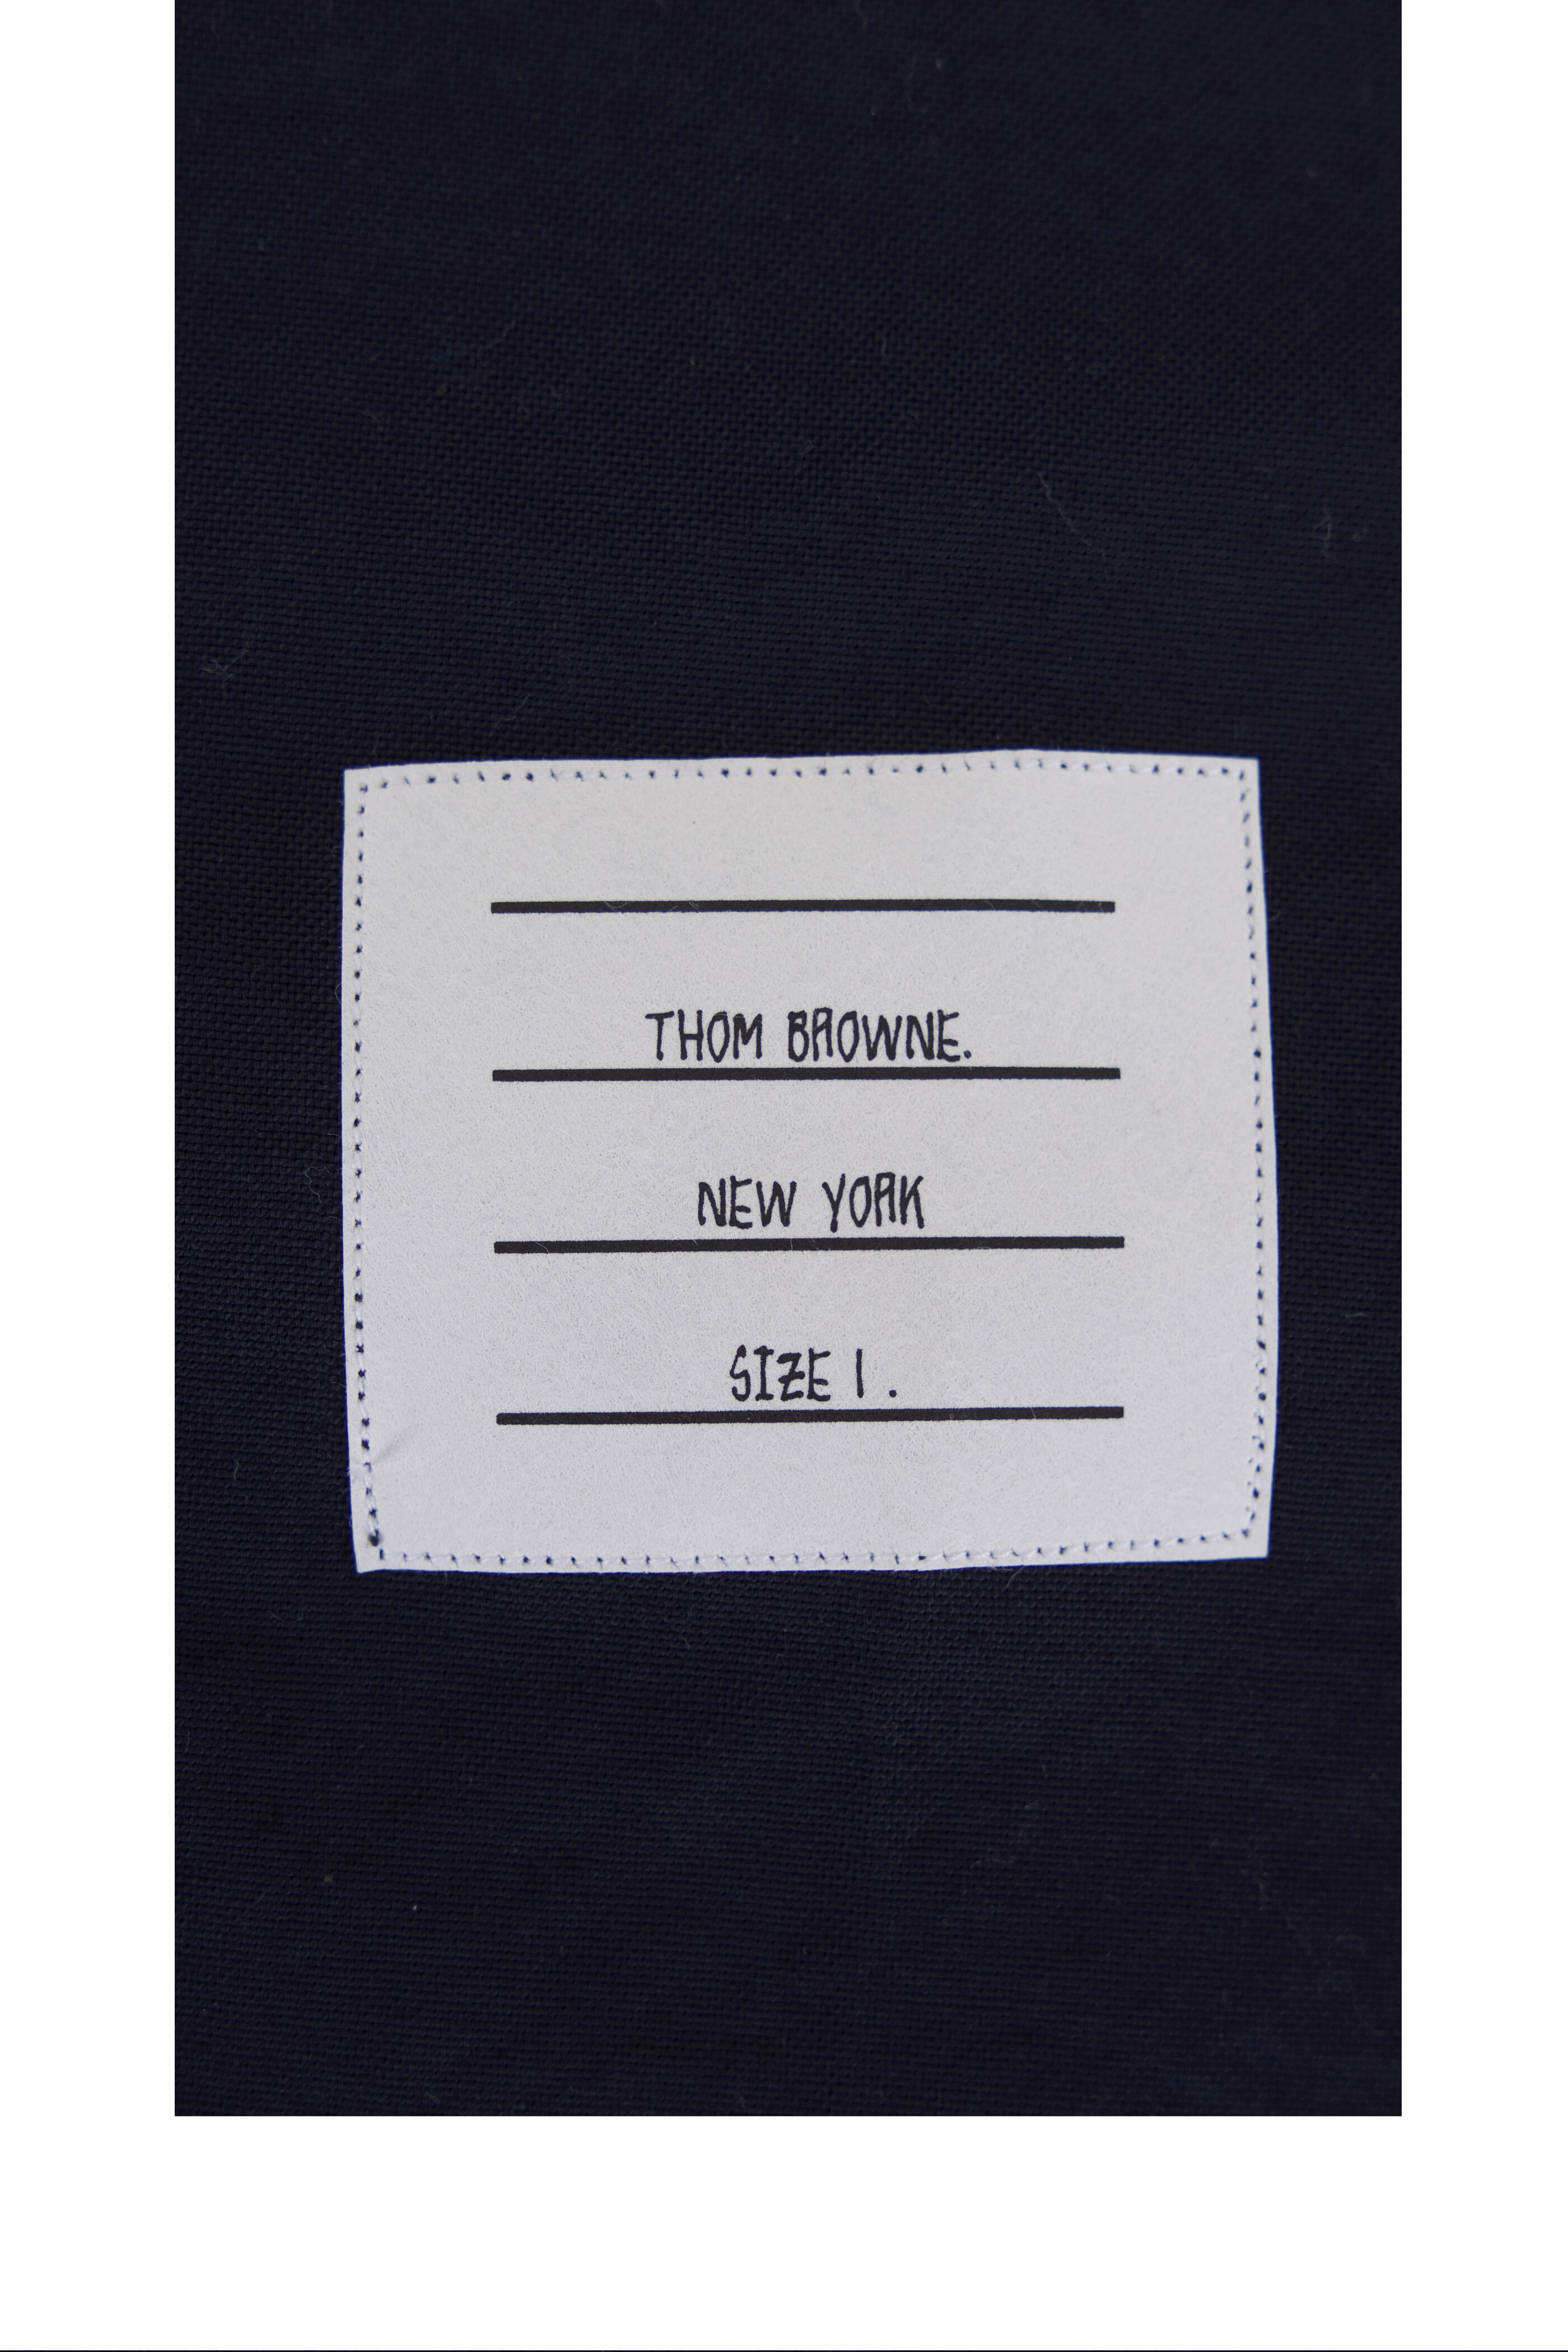 THOM BROWNE.
NEW YORK
SIZE 1.